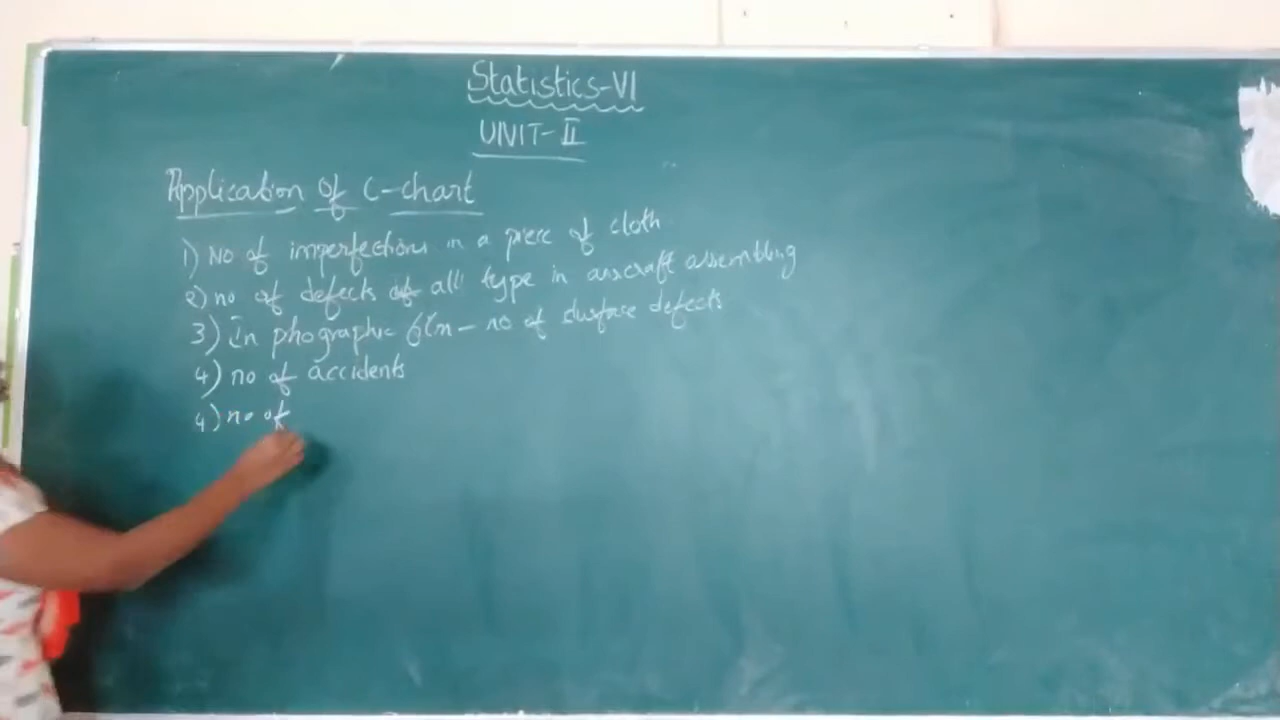 Statistics-VI
UNIT-II
Application of C-chart
1) No of imperfections in a piece of cloth
2) no of defects of all type in aircraft assembling
3) In phographic film - no of surface defects
4) no of accidents
4) no of